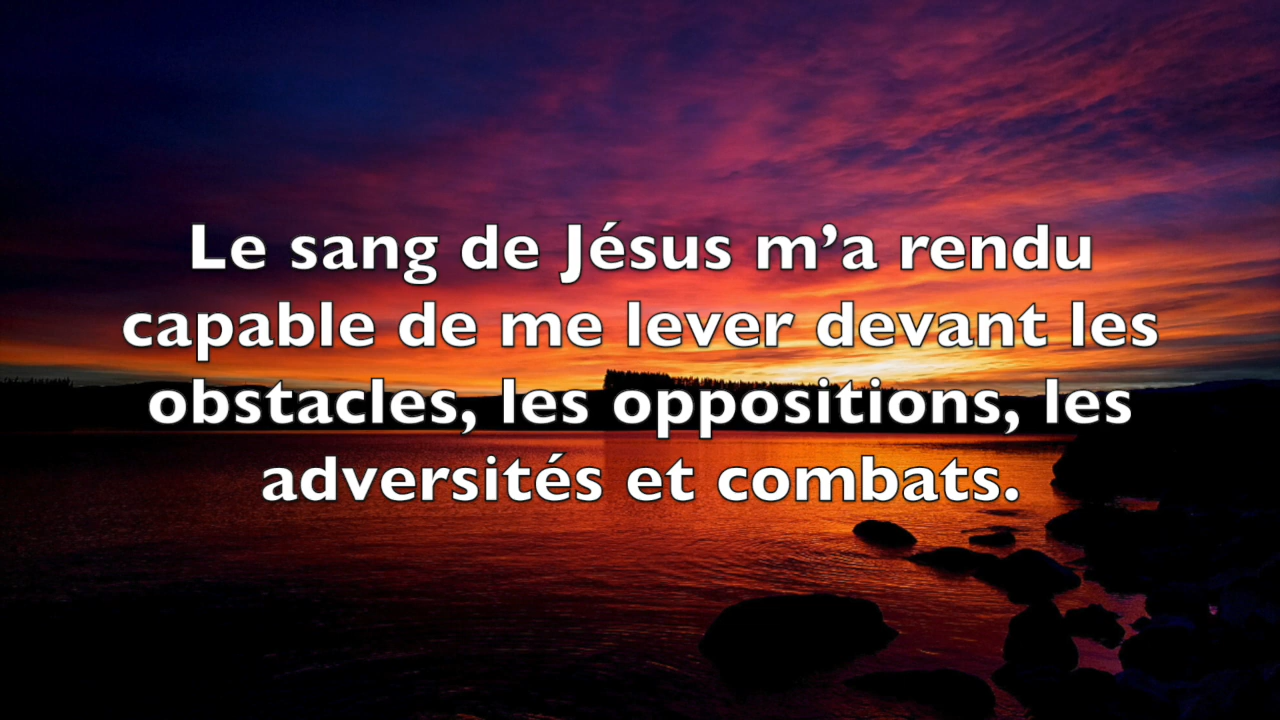 Le sang de Jésus m’a rendu
capable de me lever devant les
obstacles, les oppositions, les
adversités et combats.